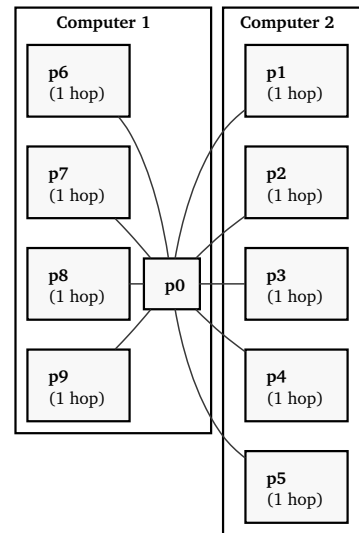 Computer 1
p6
(1 hop)
p7
(1 hop)
p8
(1 hop)
p9
(1 hop)
p0
Computer 2
p1
(1 hop)
p2
(1 hop)
p3
(1 hop)
p4
(1 hop)
p5
(1 hop)